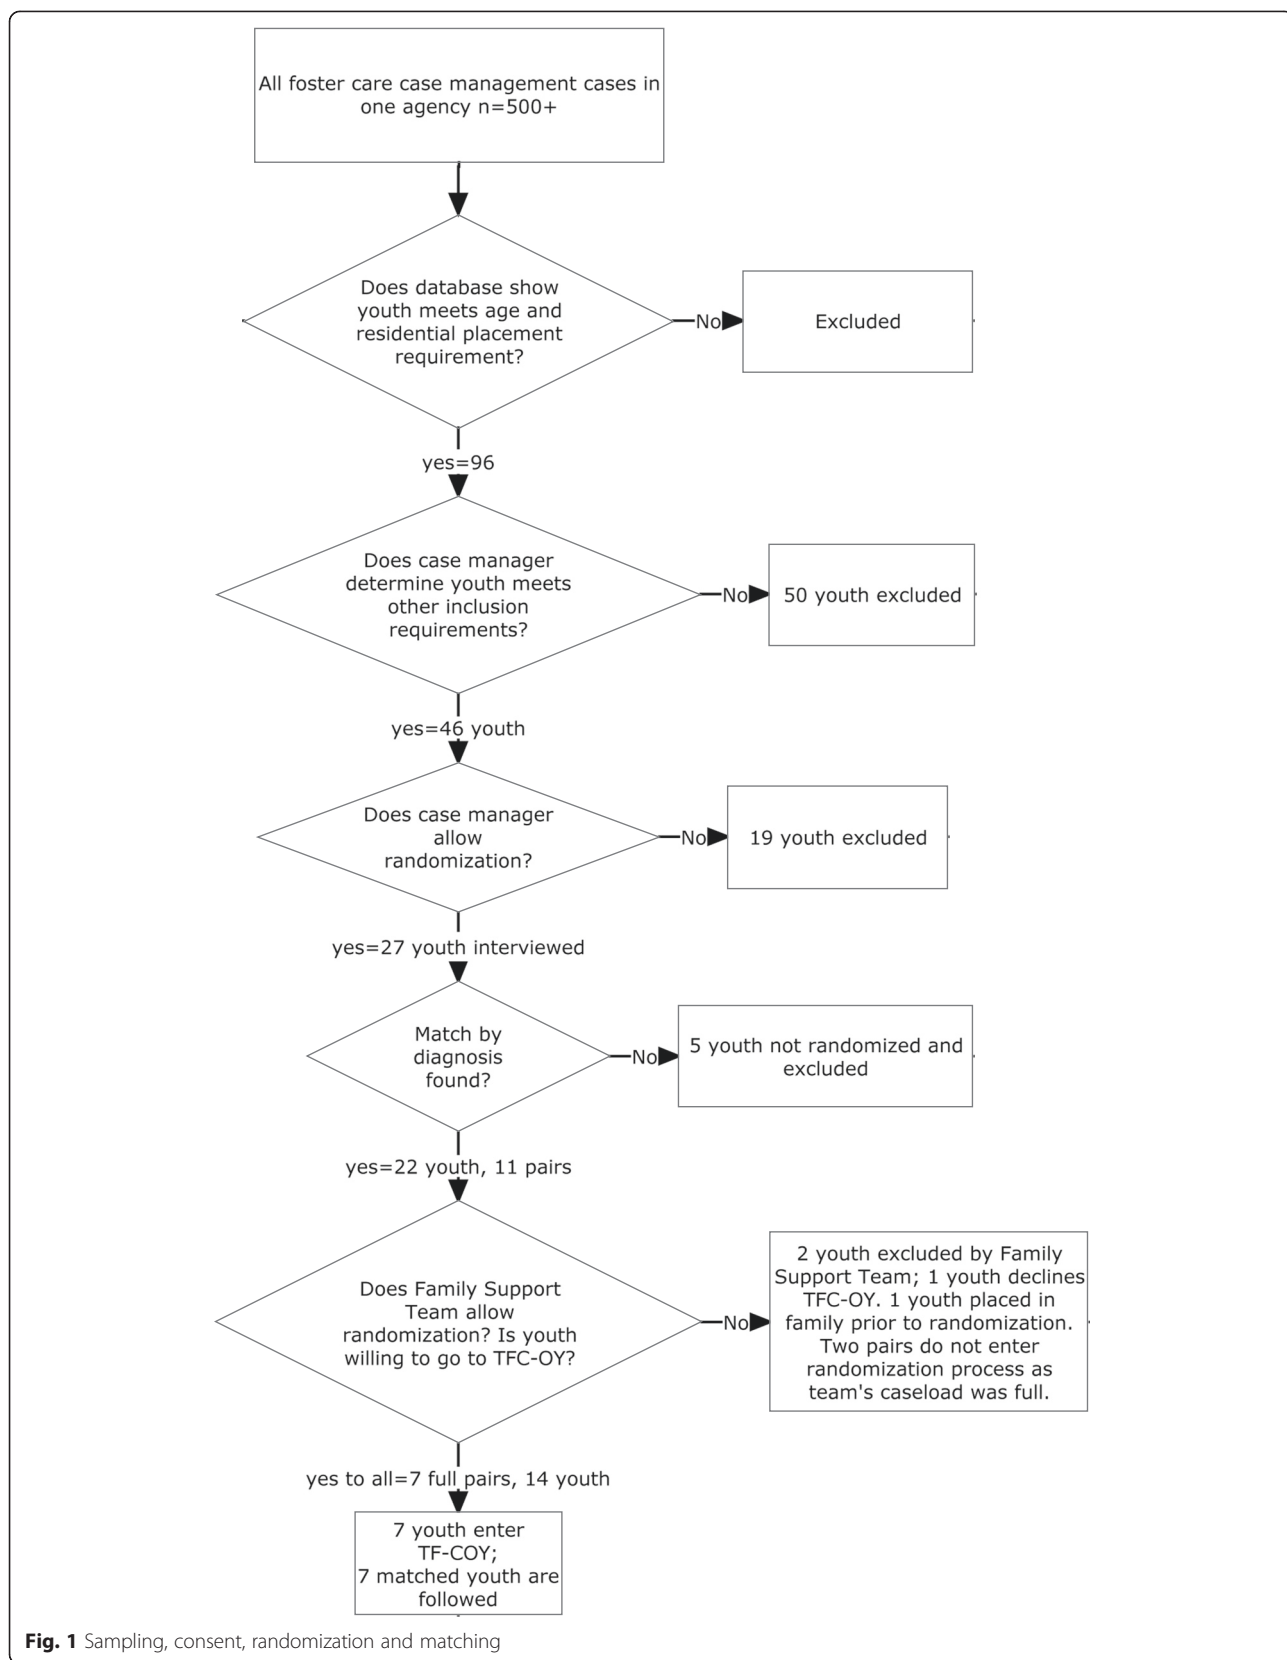 All foster care case management cases in
one agency n=500+
Does database show
youth meets age and
residential placement
requirement?
No
Excluded
yes=96
Does case manager
determine youth meets
other inclusion
requirements?
No
50 youth excluded
yes=46 youth
Does case manager
allow
randomization?
No
19 youth excluded
yes=27 youth interviewed
Match by
diagnosis
found?
No
5 youth not randomized and
excluded
yes=22 youth, 11 pairs
Does Family Support
Team allow
randomization? Is youth
willing to go to TFC-OY?
No
2 youth excluded by Family
Support Team; 1 youth declines
TFC-OY. 1 youth placed in
family prior to randomization.
Two pairs do not enter
randomization process as
team's caseload was full.
yes to all=7 full pairs, 14 youth
7 youth enter
TF-COY;
7 matched youth are
followed
Fig. 1 Sampling, consent, randomization and matching